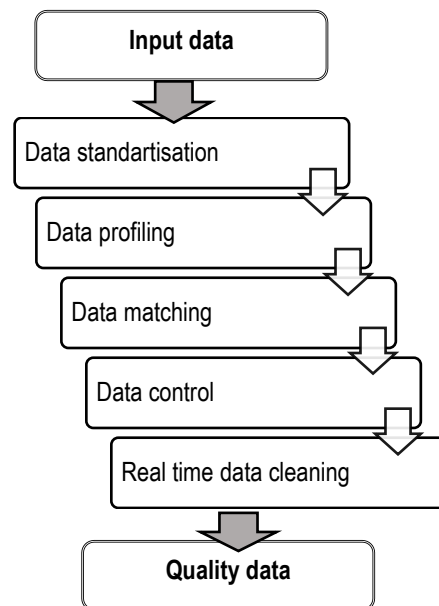 Input data
Data standartisation
Data profiling
Data matching
Data control
Real time data cleaning
Quality data